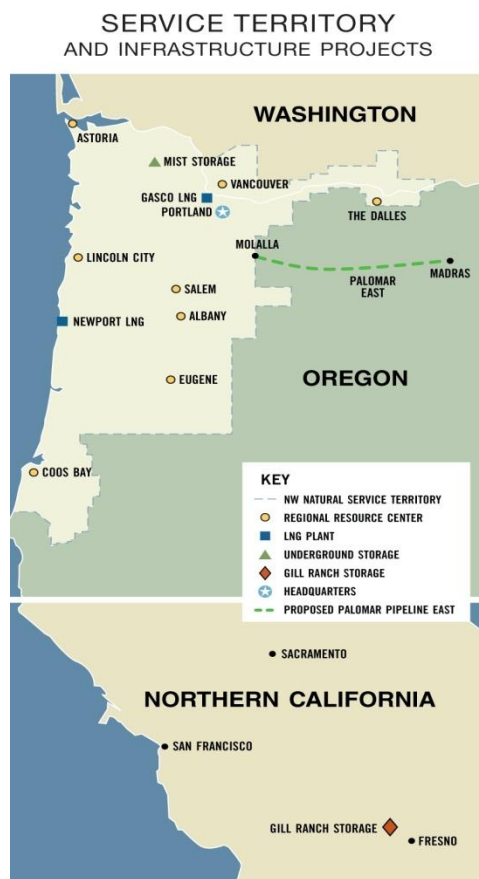 SERVICE TERRITORY
AND INFRASTRUCTURE PROJECTS
WASHINGTON
ASTORIA
MIST STORAGE
VANCOUVER
GASCO LNG
PORTLAND
THE DALLES
MOLALLA
LINCOLN CITY
MADRAS
PALOMAR
EAST
SALEM
ALBANY
NEWPORT LNG
EUGENE
OREGON
COOS BAY
KEY
NW NATURAL SERVICE TERRITORY
REGIONAL RESOURCE CENTER
LNG PLANT
UNDERGROUND STORAGE
GILL RANCH STORAGE
HEADQUARTERS
PROPOSED PALOMAR PIPELINE EAST
SACRAMENTO
NORTHERN CALIFORNIA
SAN FRANCISCO
GILL RANCH STORAGE
FRESNO